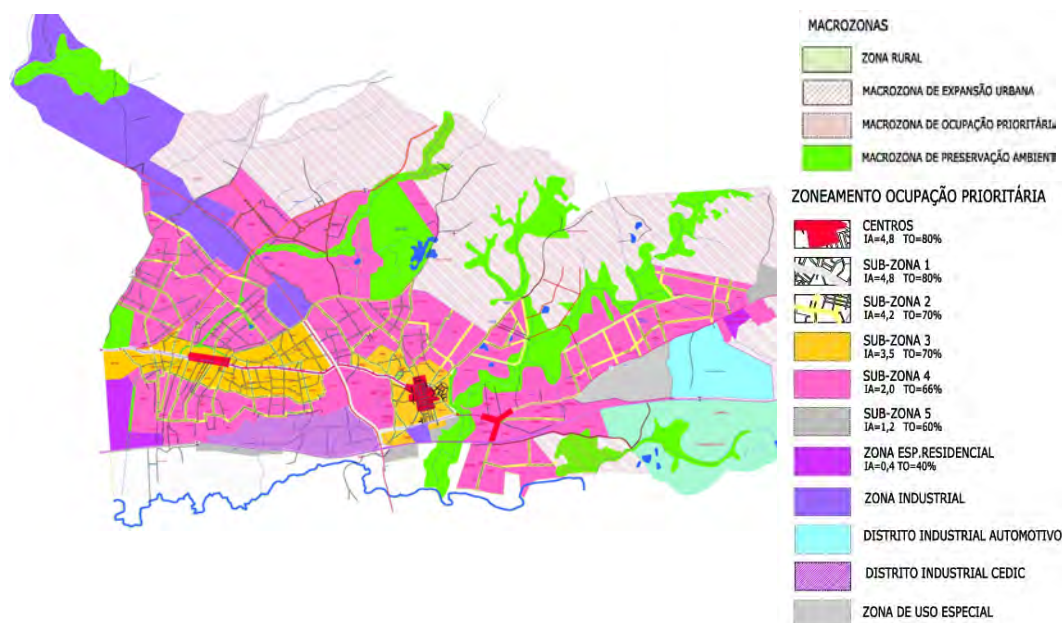 MACROZONAS
ZONA RURAL
MACROZONA DE EXPANSÃO URBANA
MACROZONA DE OCUPAÇÃO PRIORITÁRIA
MACROZONA DE PRESERVAÇÃO AMBIENT
ZONEAMENTO OCUPAÇÃO PRIORITÁRIA
CENTROS
IA=4,8 TO=80%
SUB-ZONA 1
IA=4,8 TO=80%
SUB-ZONA 2
IA=4,2 TO=70%
SUB-ZONA 3
IA=3,5 TO=70%
SUB-ZONA 4
IA=2,0 TO=66%
SUB-ZONA 5
IA=1,2 TO=60%
ZONA ESP.RESIDENCIAL
IA=0,4 TO=40%
ZONA INDUSTRIAL
DISTRITO INDUSTRIAL AUTOMOTIVO
DISTRITO INDUSTRIAL CEDIC
ZONA DE USO ESPECIAL